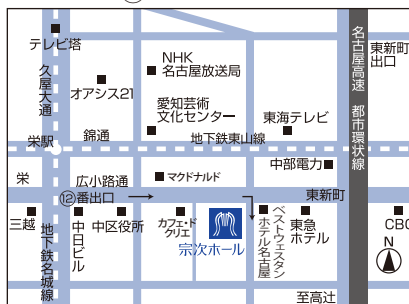 テレビ塔
久屋大通
オアシス21
NHK
名古屋放送局
愛知芸術
文化センター
東海テレビ
名古屋高速 都市環状線
東新町
出口
栄駅
錦通
地下鉄東山線
中部電力
栄
広小路通
マクドナルド
東新町
⑫番出口
三越
地下鉄名城線
中日ビル
中区役所
カフェ・ド
クリエ
宗次ホール
ベストウェスタン
ホテル名古屋
東急
ホテル
CBC
N
至高辻